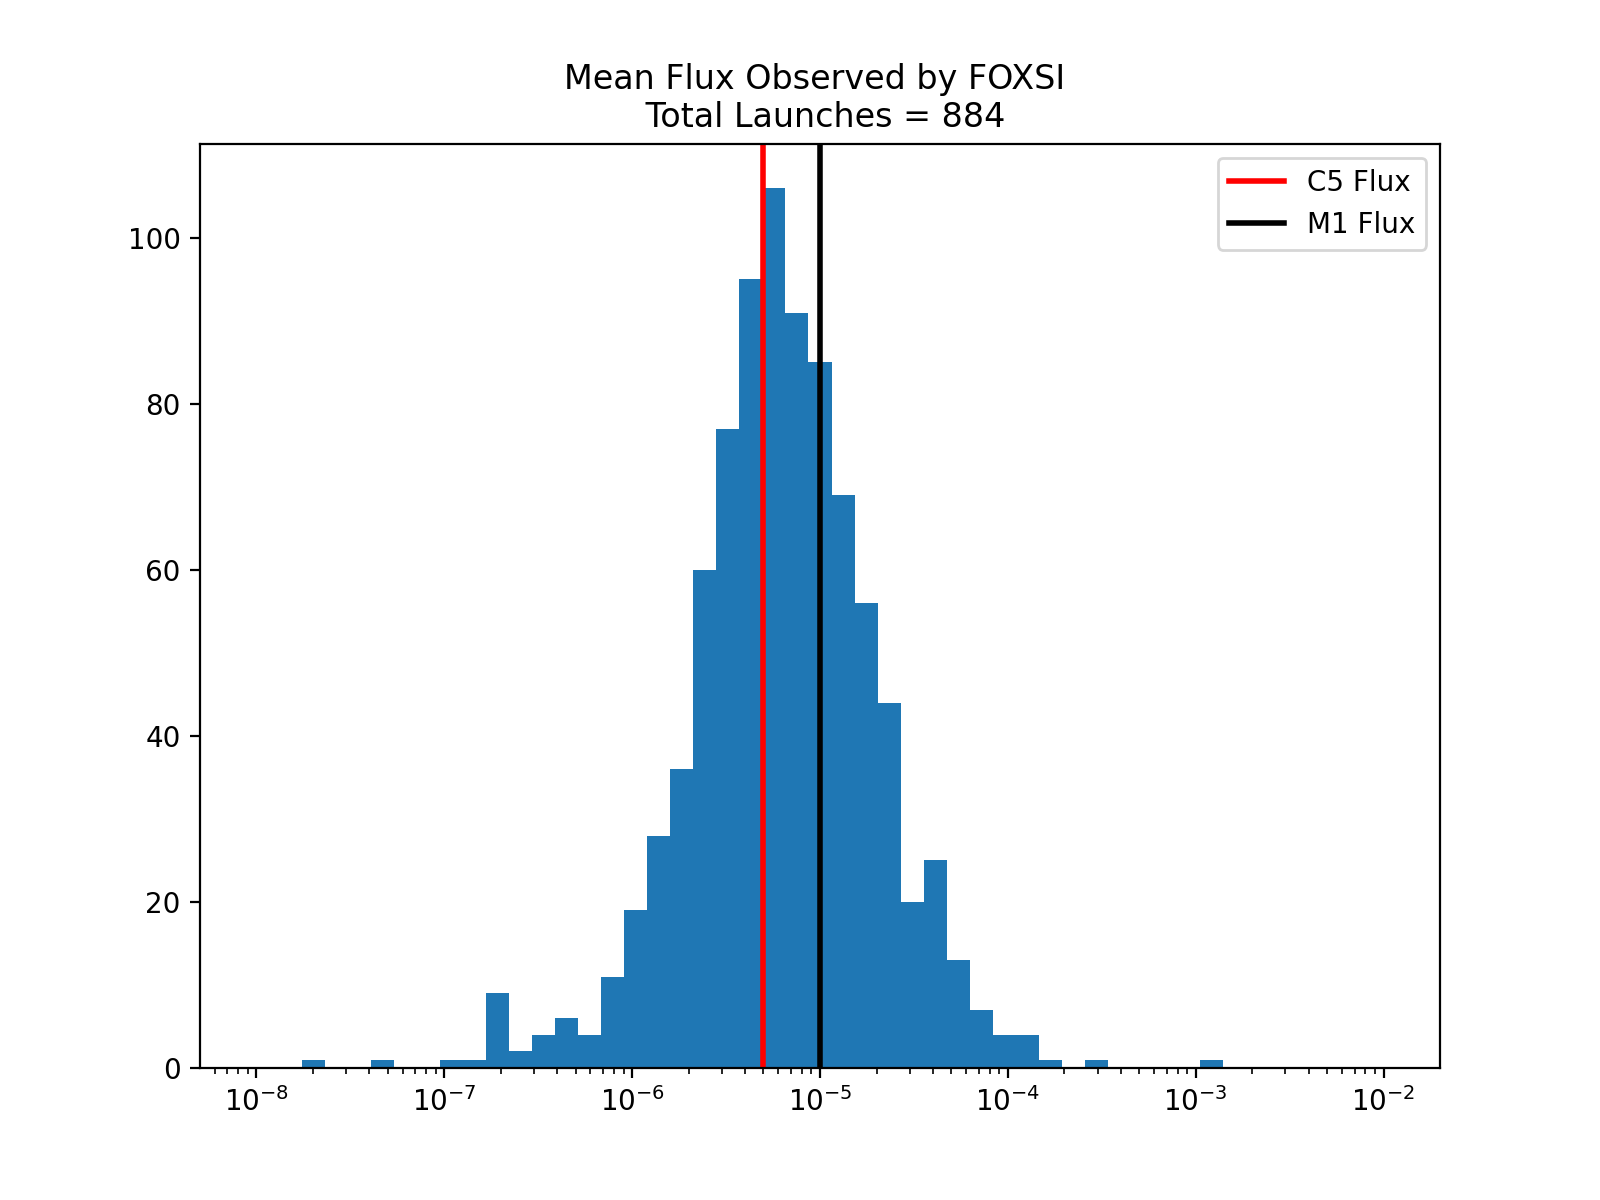 Mean Flux Observed by FOXSI
Total Launches = 884
C5 Flux
M1 Flux
100
80
60
40
20
0
10⁻⁸ 10⁻⁷ 10⁻⁶ 10⁻⁵ 10⁻⁴ 10⁻³ 10⁻²